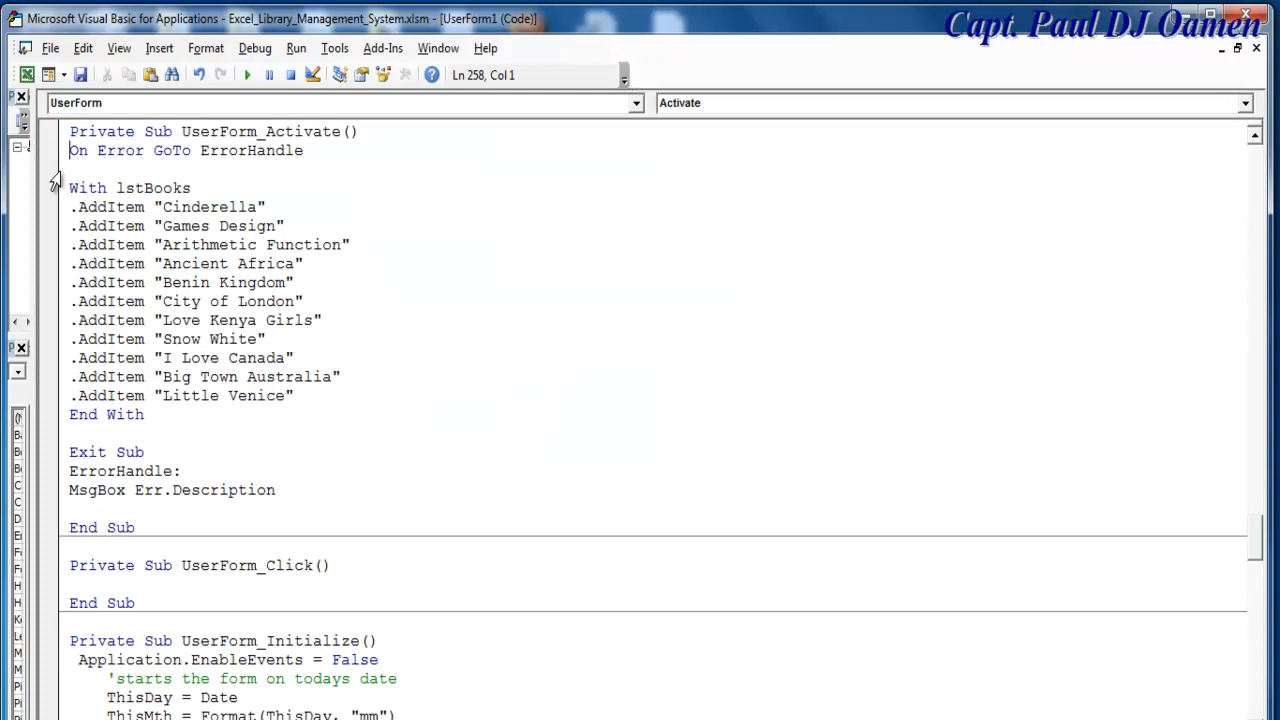 Microsoft Visual Basic for Applications - Excel_Library_Management_System.xlsm - [UserForm1 (Code)]
Capt. Paul DJ Oamen
File Edit View Insert Format Debug Run Tools Add-Ins Window Help
Ln 258, Col 1
UserForm Activate
Private Sub UserForm_Activate()
On Error GoTo ErrorHandle
With lstBooks
.AddItem "Cinderella"
.AddItem "Games Design"
.AddItem "Arithmetic Function"
.AddItem "Ancient Africa"
.AddItem "Benin Kingdom"
.AddItem "City of London"
.AddItem "Love Kenya Girls"
.AddItem "Snow White"
.AddItem "I Love Canada"
.AddItem "Big Town Australia"
.AddItem "Little Venice"
End With
Exit Sub
ErrorHandle:
MsgBox Err.Description
End Sub
Private Sub UserForm_Click()
End Sub
Private Sub UserForm_Initialize()
Application.EnableEvents = False
'starts the form on todays date
ThisDay = Date
ThisMth = Format(ThisDay, "mm")